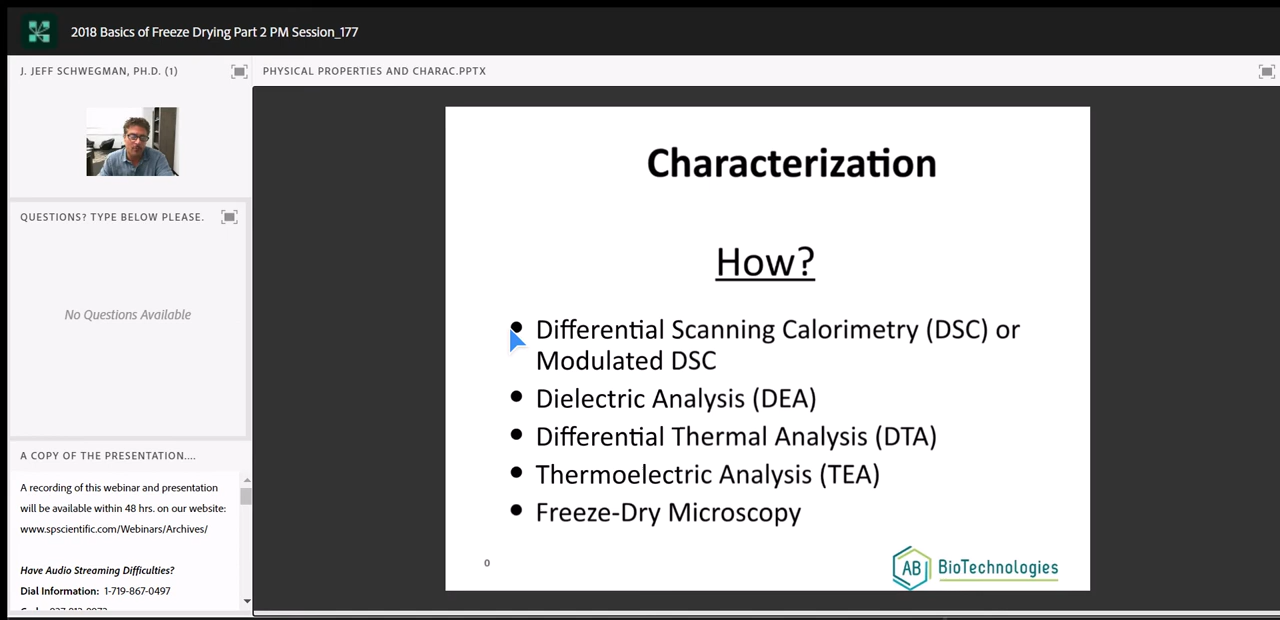 2018 Basics of Freeze Drying Part 2 PM Session_177
J. JEFF SCHWEGMAN, PH.D. (1)
PHYSICAL PROPERTIES AND CHARAC.PPTX
QUESTIONS? TYPE BELOW PLEASE.
No Questions Available
A COPY OF THE PRESENTATION....
A recording of this webinar and presentation
will be available within 48 hrs. on our website:
www.spscientific.com/Webinars/Archives/
Have Audio Streaming Difficulties?
Dial Information: 1-719-867-0497
Characterization
How?
• Differential Scanning Calorimetry (DSC) or
Modulated DSC
• Dielectric Analysis (DEA)
• Differential Thermal Analysis (DTA)
• Thermoelectric Analysis (TEA)
• Freeze-Dry Microscopy
0
AB BioTechnologies